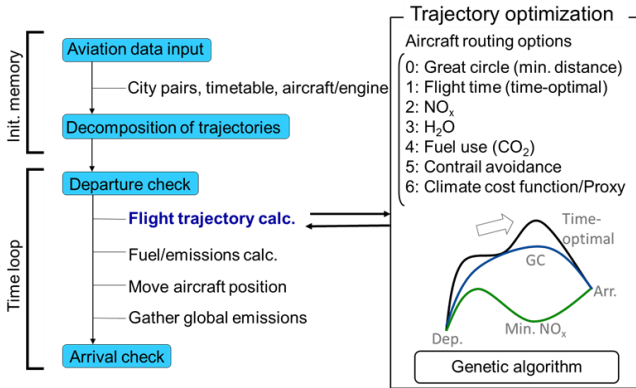 Init. memory
Aviation data input
City pairs, timetable, aircraft/engine
Decomposition of trajectories
Time loop
Departure check
Flight trajectory calc.
Fuel/emissions calc.
Move aircraft position
Gather global emissions
Arrival check
Trajectory optimization
Aircraft routing options
0: Great circle (min. distance)
1: Flight time (time-optimal)
2: NOₓ
3: H₂O
4: Fuel use (CO₂)
5: Contrail avoidance
6: Climate cost function/Proxy
Time-
optimal
GC
Arr.
Dep.
Min. NOₓ
Genetic algorithm